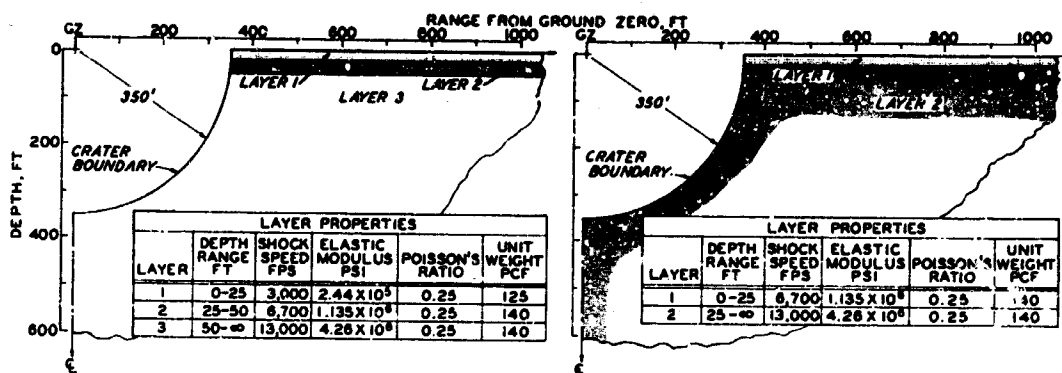 RANGE FROM GROUND ZERO, FT
GZ 200 400 600 800 1000
0
LAYER 1
LAYER 2
LAYER 3
350'
200
CRATER
BOUNDARY
DEPTH, FT
400
600
LAYER PROPERTIES
LAYER DEPTH RANGE FT SHOCK SPEED FPS ELASTIC MODULUS PSI POISSON'S RATIO UNIT WEIGHT PCF
1 0-25 3,000 2.44 X 10⁵ 0.25 125
2 25-50 6,700 1.135 X 10⁶ 0.25 140
3 50-∞ 13,000 4.26 X 10⁶ 0.25 140
℄
GZ 200 400 600 800 1000
LAYER 1
LAYER 2
350'
CRATER
BOUNDARY
LAYER PROPERTIES
LAYER DEPTH RANGE FT SHOCK SPEED FPS ELASTIC MODULUS PSI POISSON'S RATIO UNIT WEIGHT PCF
1 0-25 6,700 1.135 X 10⁶ 0.25
2 25-∞ 13,000 4.26 X 10⁶ 0.25 140